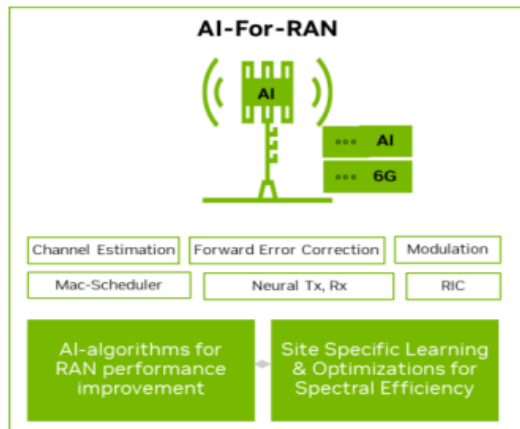 AI-For-RAN
AI
AI
6G
Channel Estimation
Forward Error Correction
Modulation
Mac-Scheduler
Neural Tx, Rx
RIC
AI-algorithms for
RAN performance
improvement
Site Specific Learning
& Optimizations for
Spectral Efficiency